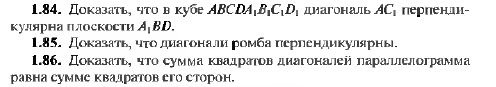 1.84. Доказать, что в кубе ABCDA₁B₁C₁D₁ диагональ AC₁ перпенди-
кулярна плоскости A₁BD.
1.85. Доказать, что диагонали ромба перпендикулярны.
1.86. Доказать, что сумма квадратов диагоналей параллелограмма
равна сумме квадратов его сторон.